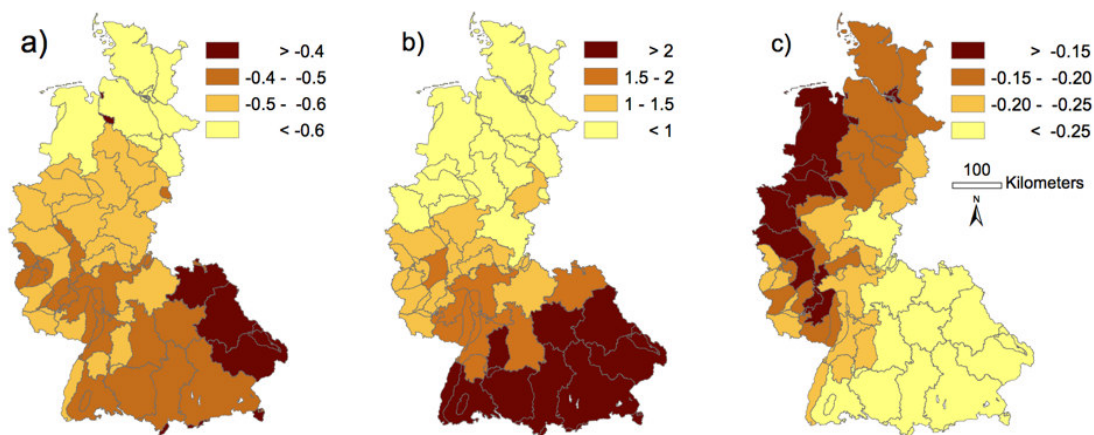 a)
> -0.4
-0.4 - -0.5
-0.5 - -0.6
< -0.6
b)
> 2
1.5 - 2
1 - 1.5
< 1
c)
> -0.15
-0.15 - -0.20
-0.20 - -0.25
< -0.25
100
Kilometers
N